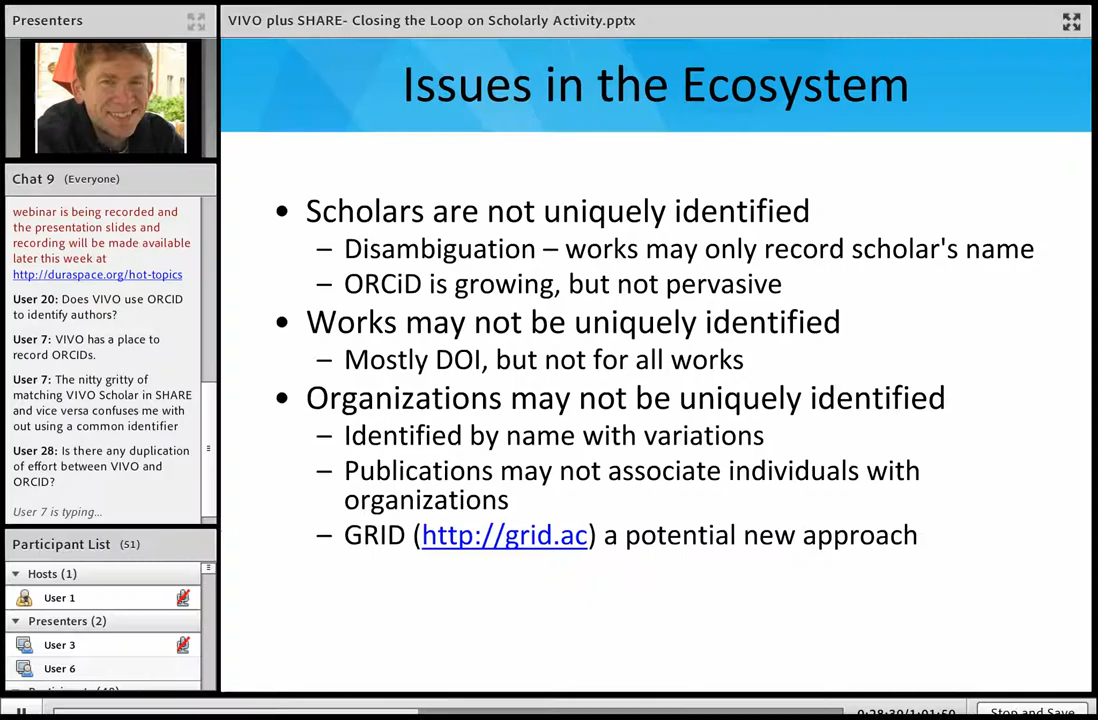 Presenters
VIVO plus SHARE- Closing the Loop on Scholarly Activity.pptx
Chat 9 (Everyone)
webinar is being recorded and
the presentation slides and
recording will be made available
later this week at
http://duraspace.org/hot-topics
User 20: Does VIVO use ORCID
to identify authors?
User 7: VIVO has a place to
record ORCIDs.
User 7: The nitty gritty of
matching VIVO Scholar in SHARE
and vice versa confuses me with
out using a common identifier
User 28: Is there any duplication
of effort between VIVO and
ORCID?
User 7 is typing...
Participant List (51)
Hosts (1)
User 1
Presenters (2)
User 3
User 6
Issues in the Ecosystem
• Scholars are not uniquely identified
– Disambiguation – works may only record scholar's name
– ORCiD is growing, but not pervasive
• Works may not be uniquely identified
– Mostly DOI, but not for all works
• Organizations may not be uniquely identified
– Identified by name with variations
– Publications may not associate individuals with
organizations
– GRID (http://grid.ac) a potential new approach
Stop and Save